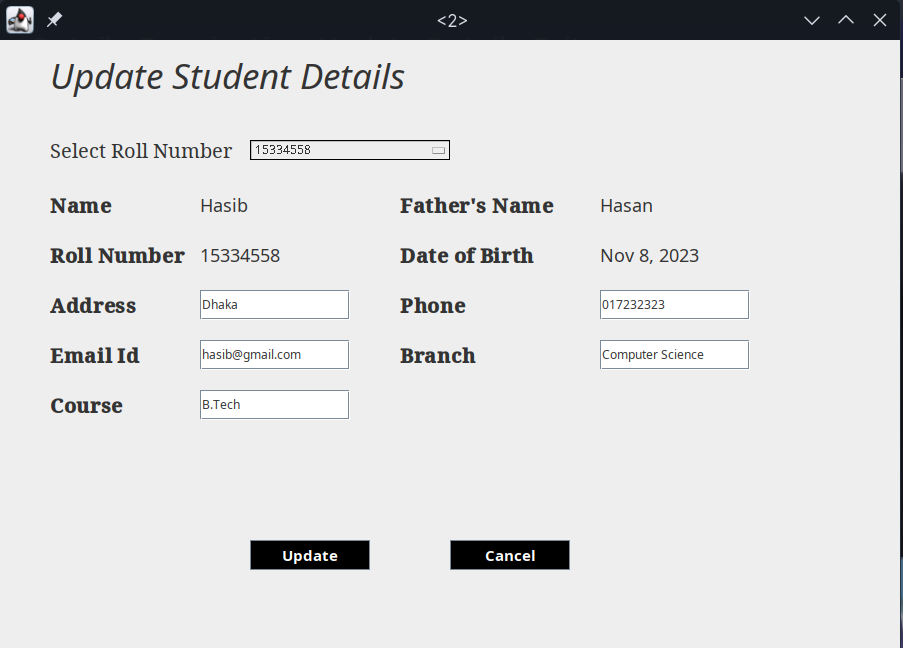 <2>
Update Student Details
Select Roll Number 15334558
Name Hasib Father's Name Hasan
Roll Number 15334558 Date of Birth Nov 8, 2023
Address Dhaka Phone 017232323
Email Id hasib@gmail.com Branch Computer Science
Course B.Tech
Update Cancel